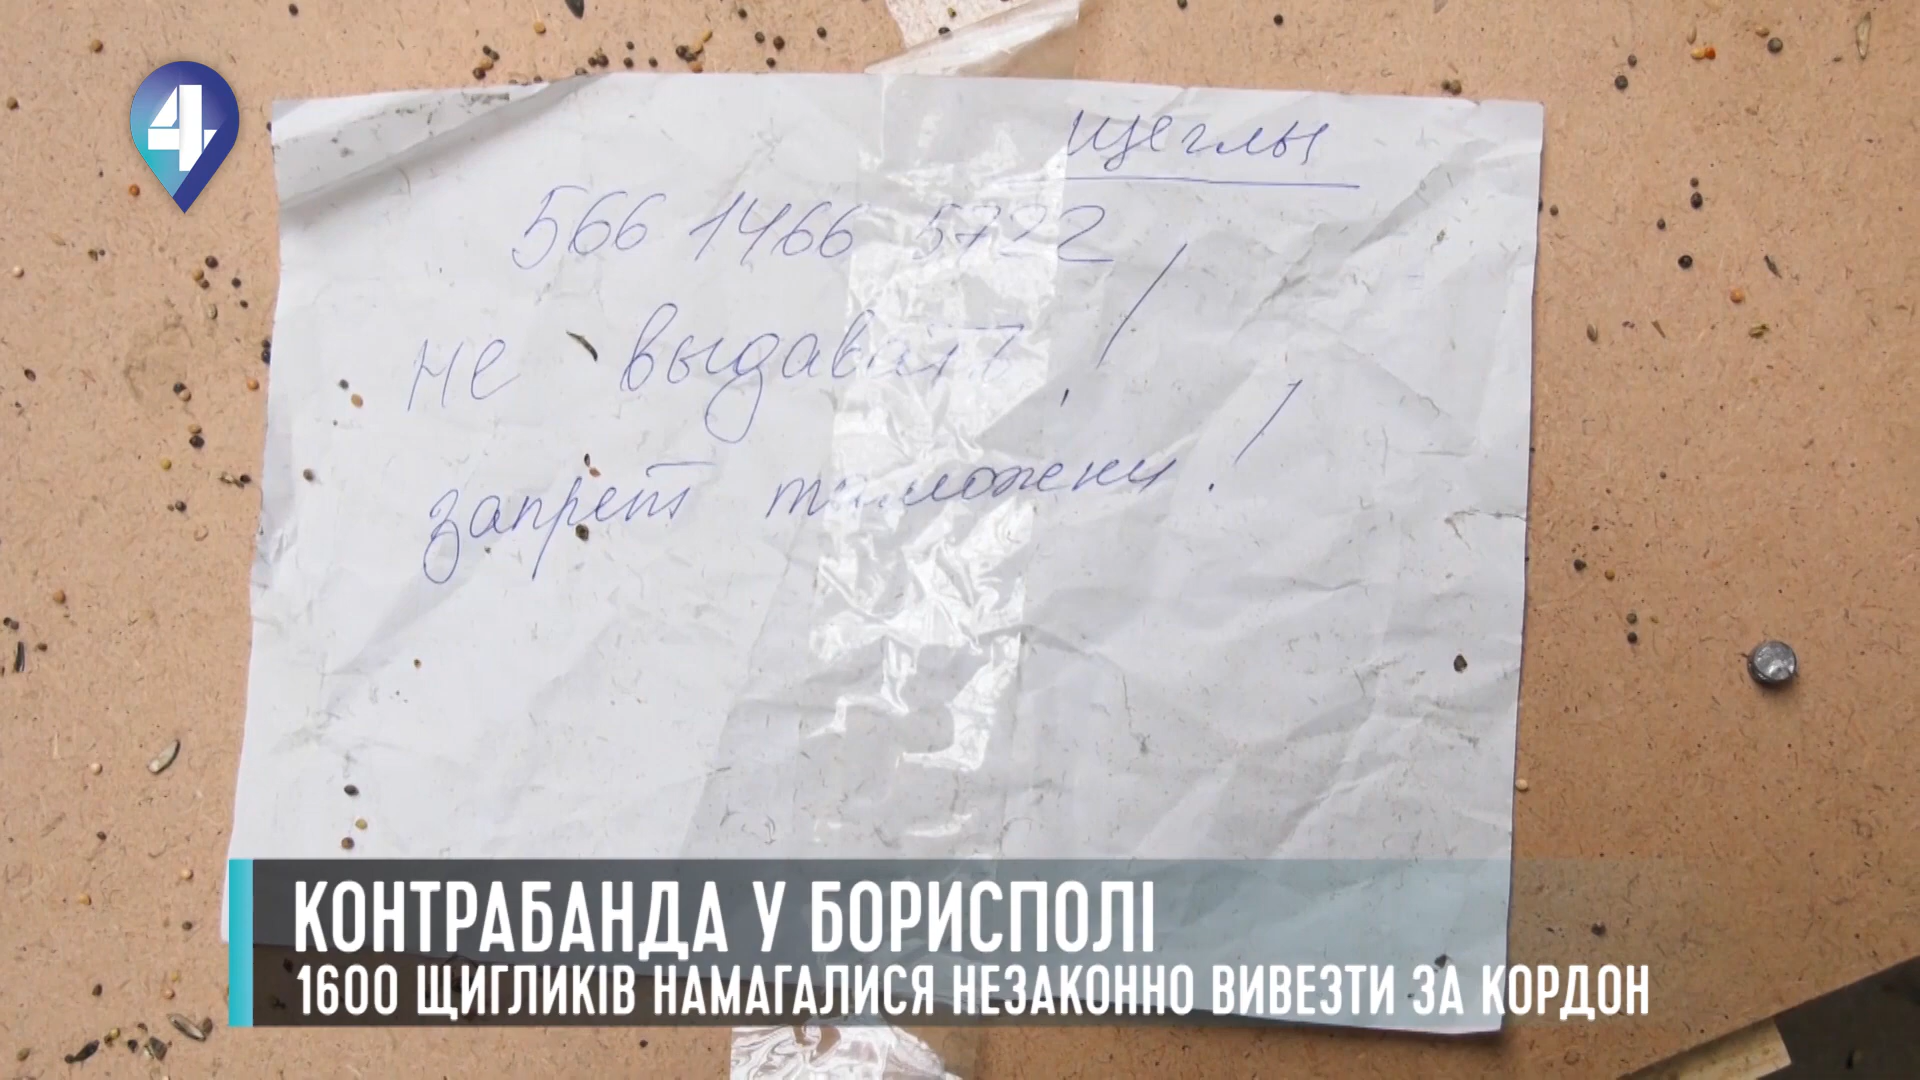 4
щеглы
566 1466 5722
не выдавать!
запрет таможни!
КОНТРАБАНДА У БОРИСПОЛІ
1600 ЩИГЛИКІВ НАМАГАЛИСЯ НЕЗАКОННО ВИВЕЗТИ ЗА КОРДОН